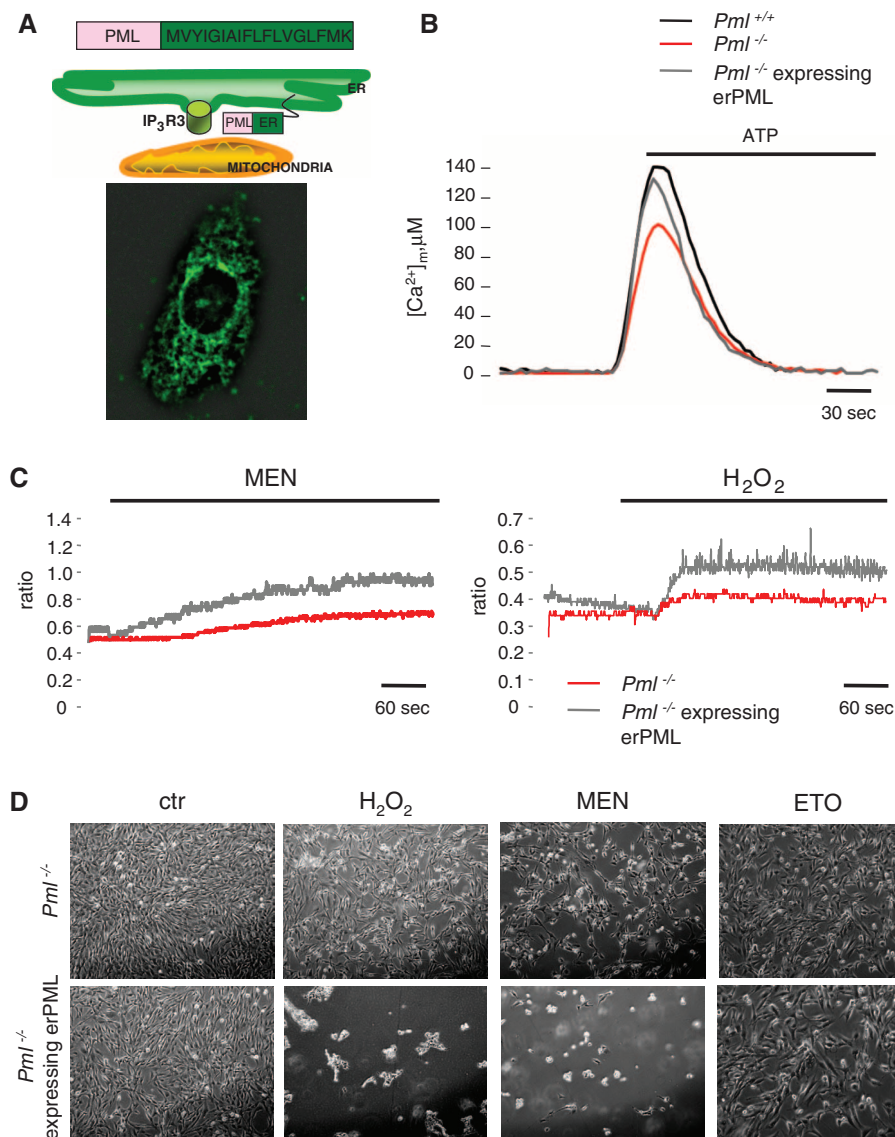 A
PML MVYIGIAIFLFLVGLFMK
ER
IP3R3
PML ER
MITOCHONDRIA
B
Pml +/+
Pml -/-
Pml -/- expressing
erPML
ATP
[Ca2+]m,μM
140
120
100
80
60
40
20
0
30 sec
C
MEN
ratio
1.4
1.2
1.0
0.8
0.6
0.4
0.2
0
60 sec
H2O2
ratio
0.7
0.6
0.5
0.4
0.3
0.2
0.1
0
Pml -/-
Pml -/- expressing
erPML
60 sec
D
ctr
H2O2
MEN
ETO
Pml -/-
Pml -/-
expressing erPML